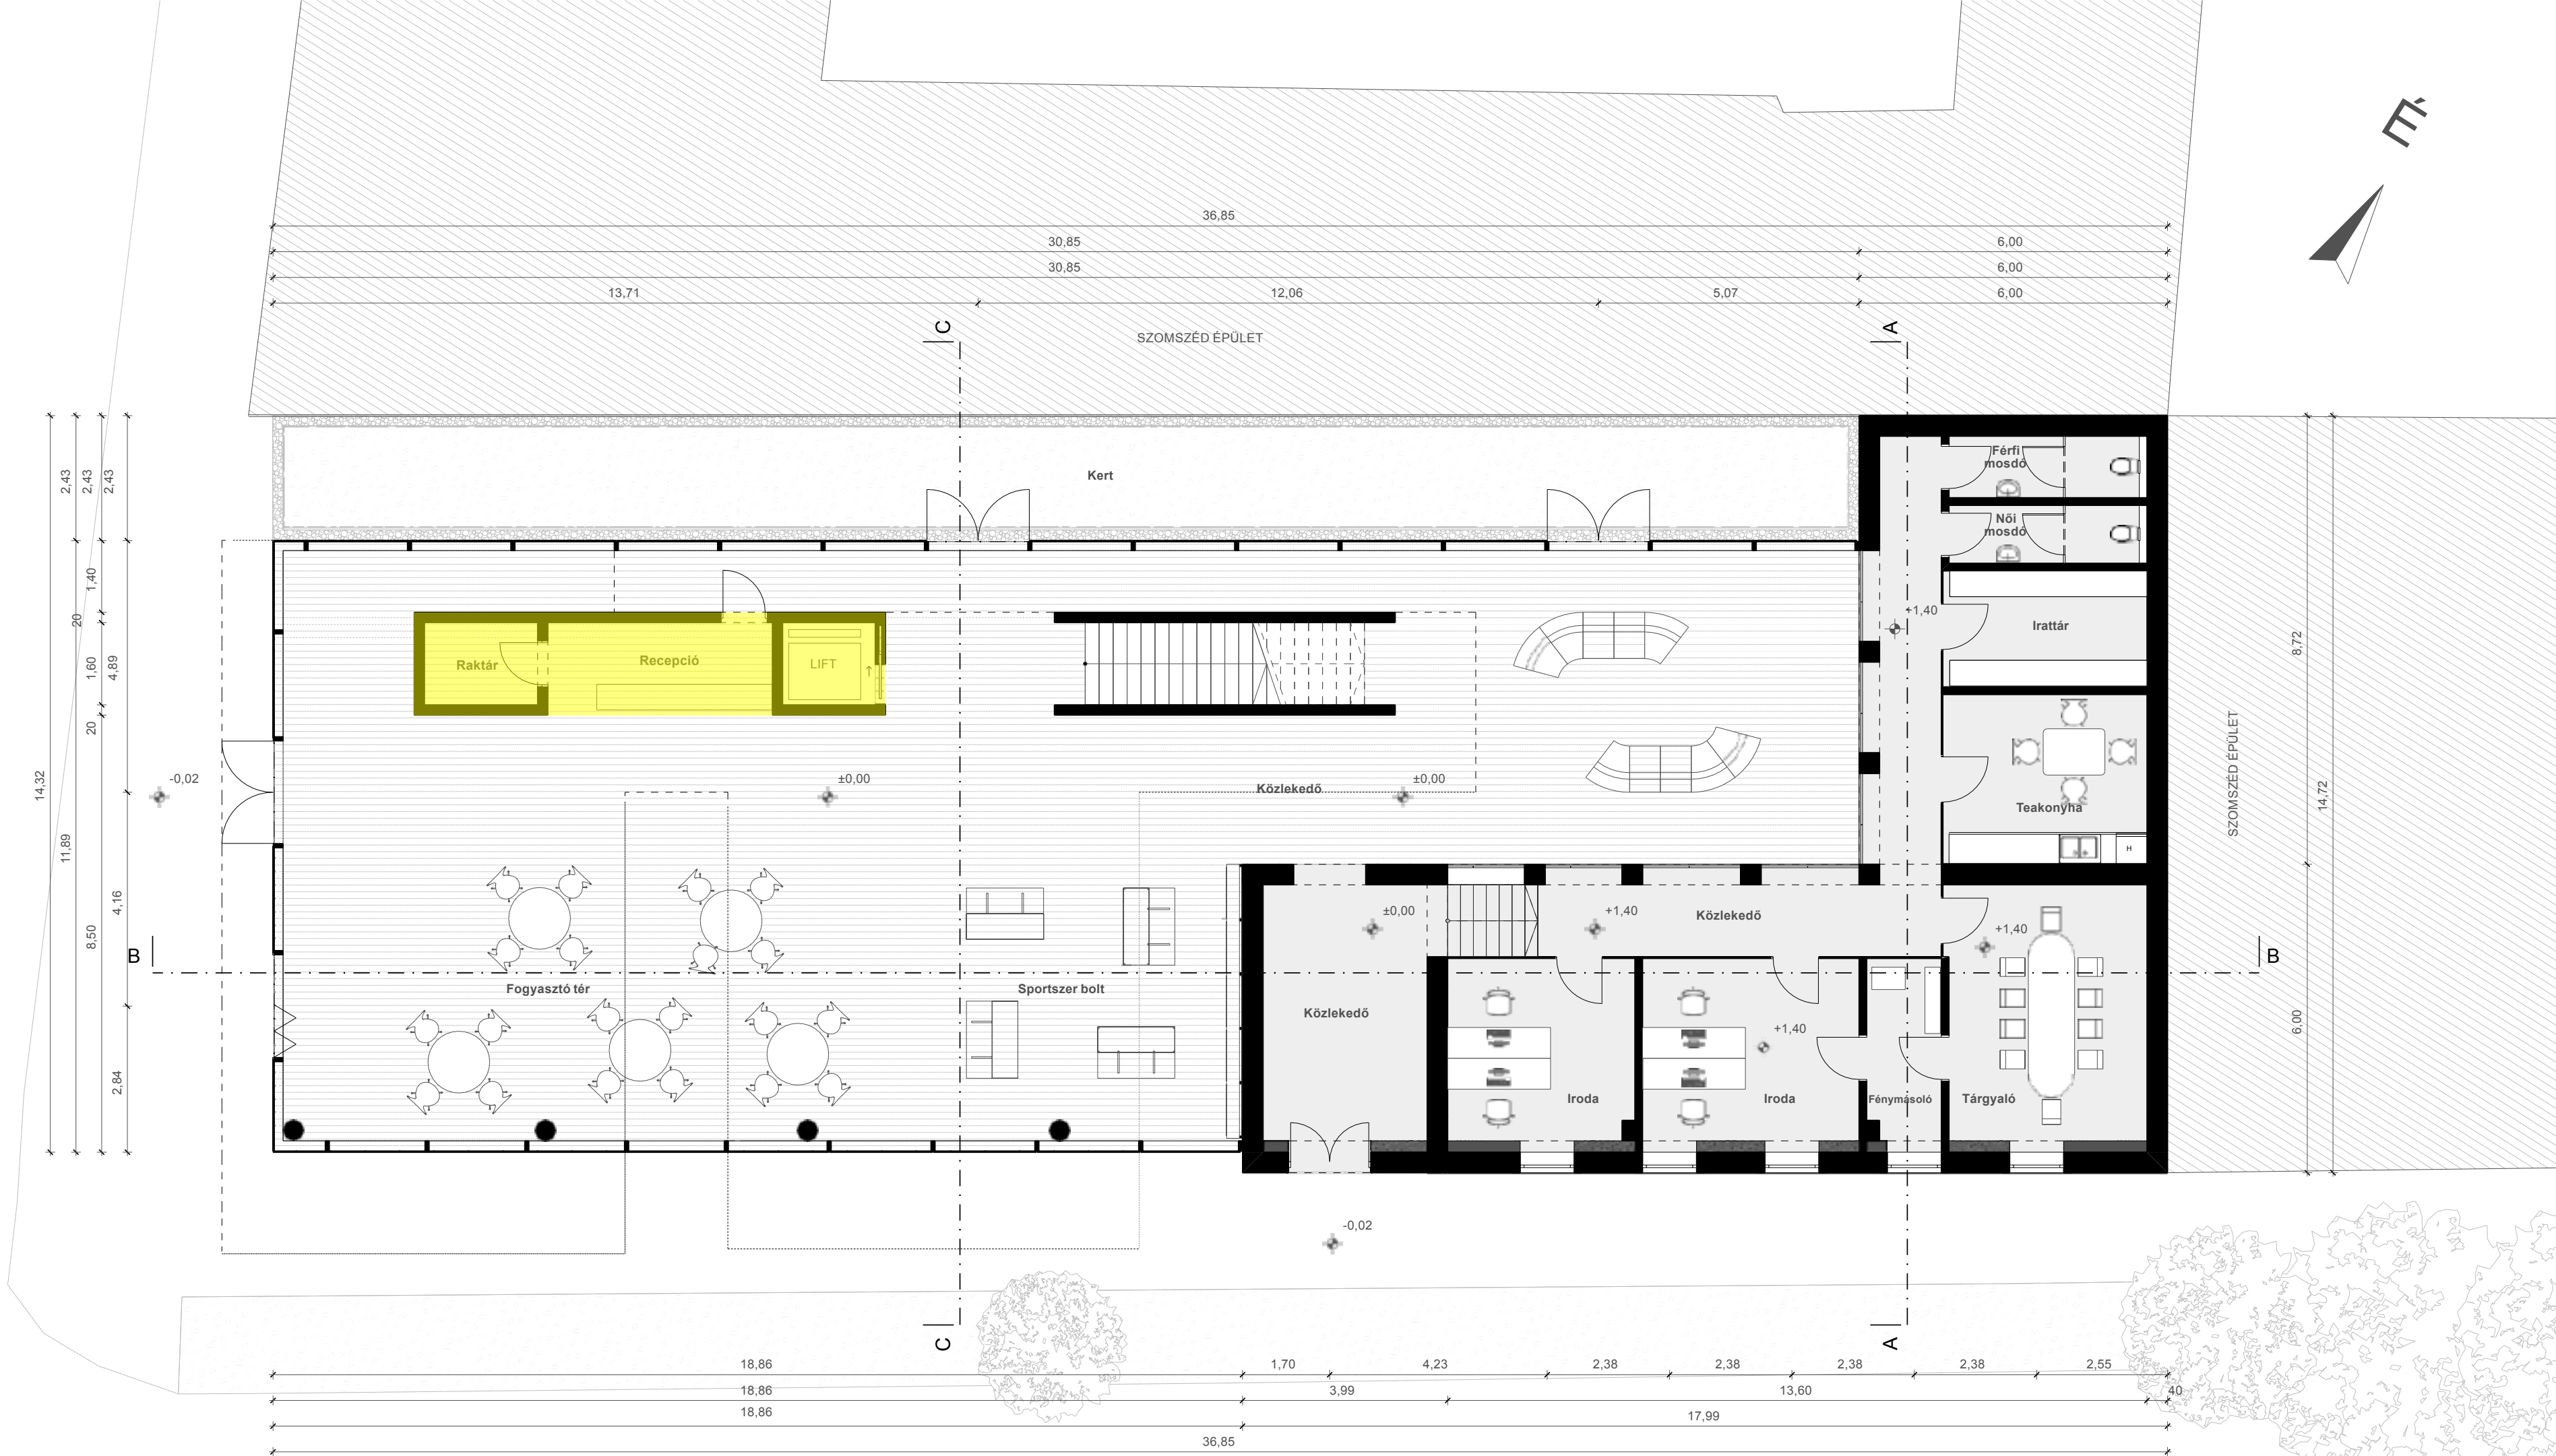 É
36,85
30,85
6,00
30,85
6,00
13,71
12,06
5,07
6,00
C
A
SZOMSZÉD ÉPÜLET
2,43
2,43
2,43
Kert
Férfi
mosdó
Női
mosdó
1,40
20
+1,40
Irattár
Raktár
Recepció
LIFT
1,60
4,89
8,72
20
14,32
-0,02
±0,00
±0,00
Közlekedő
SZOMSZÉD ÉPÜLET
14,72
Teakonyha
H
11,89
4,16
8,50
±0,00
+1,40
Közlekedő
+1,40
B
B
Fogyasztó tér
Sportszer bolt
Közlekedő
+1,40
6,00
2,84
Iroda
Iroda
Fénymásoló
Tárgyaló
-0,02
C
A
18,86
1,70
4,23
2,38
2,38
2,38
2,38
2,55
18,86
3,99
13,60
40
18,86
17,99
36,85